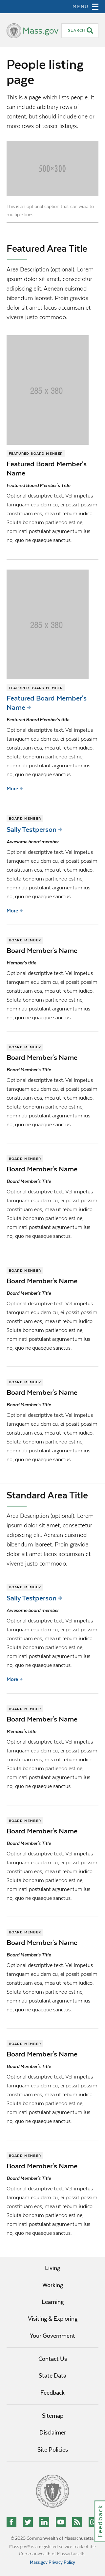 MENU
Mass.gov
SEARCH
People listing
page
This is a page which lists people. It
can include arbitrary rows of
content, but should come of one or
more rows of teaser listings.
500×300
This is an optional caption that can wrap to
multiple lines.
Featured Area Title
Area Description (optional). Lorem
ipsum dolor sit amet, consectetur
adipiscing elit. Aenean euismod
bibendum laoreet. Proin gravida
dolor sit amet lacus accumsan et
viverra justo commodo.
285 x 380
FEATURED BOARD MEMBER
Featured Board Member's
Name
Featured Board Member's Title
Optional descriptive text. Vel impetus
tamquam equidem cu, ei possit possim
constituam eos, mea ut rebum iudico.
Soluta bonorum partiendo est ne,
nominati postulant argumentum ius
no, quo ne quaeque sanctus.
285 x 380
FEATURED BOARD MEMBER
Featured Board Member's
Name →
Featured Board Member's title
Optional descriptive text. Vel impetus
tamquam equidem cu, ei possit possim
constituam eos, mea ut rebum iudico.
Soluta bonorum partiendo est ne,
nominati postulant argumentum ius
no, quo ne quaeque sanctus.
More →
BOARD MEMBER
Sally Testperson →
Awesome board member
Optional descriptive text. Vel impetus
tamquam equidem cu, ei possit possim
constituam eos, mea ut rebum iudico.
Soluta bonorum partiendo est ne,
nominati postulant argumentum ius
no, quo ne quaeque sanctus.
More →
BOARD MEMBER
Board Member's Name
Member's title
Optional descriptive text. Vel impetus
tamquam equidem cu, ei possit possim
constituam eos, mea ut rebum iudico.
Soluta bonorum partiendo est ne,
nominati postulant argumentum ius
no, quo ne quaeque sanctus.
BOARD MEMBER
Board Member's Name
Board Member's Title
Optional descriptive text. Vel impetus
tamquam equidem cu, ei possit possim
constituam eos, mea ut rebum iudico.
Soluta bonorum partiendo est ne,
nominati postulant argumentum ius
no, quo ne quaeque sanctus.
BOARD MEMBER
Board Member's Name
Board Member's Title
Optional descriptive text. Vel impetus
tamquam equidem cu, ei possit possim
constituam eos, mea ut rebum iudico.
Soluta bonorum partiendo est ne,
nominati postulant argumentum ius
no, quo ne quaeque sanctus.
BOARD MEMBER
Board Member's Name
Board Member's Title
Optional descriptive text. Vel impetus
tamquam equidem cu, ei possit possim
constituam eos, mea ut rebum iudico.
Soluta bonorum partiendo est ne,
nominati postulant argumentum ius
no, quo ne quaeque sanctus.
BOARD MEMBER
Board Member's Name
Board Member's Title
Optional descriptive text. Vel impetus
tamquam equidem cu, ei possit possim
constituam eos, mea ut rebum iudico.
Soluta bonorum partiendo est ne,
nominati postulant argumentum ius
no, quo ne quaeque sanctus.
Standard Area Title
Area Description (optional). Lorem
ipsum dolor sit amet, consectetur
adipiscing elit. Aenean euismod
bibendum laoreet. Proin gravida
dolor sit amet lacus accumsan et
viverra justo commodo.
BOARD MEMBER
Sally Testperson →
Awesome board member
Optional descriptive text. Vel impetus
tamquam equidem cu, ei possit possim
constituam eos, mea ut rebum iudico.
Soluta bonorum partiendo est ne,
nominati postulant argumentum ius
no, quo ne quaeque sanctus.
More →
BOARD MEMBER
Board Member's Name
Member's title
Optional descriptive text. Vel impetus
tamquam equidem cu, ei possit possim
constituam eos, mea ut rebum iudico.
Soluta bonorum partiendo est ne,
nominati postulant argumentum ius
no, quo ne quaeque sanctus.
BOARD MEMBER
Board Member's Name
Board Member's Title
Optional descriptive text. Vel impetus
tamquam equidem cu, ei possit possim
constituam eos, mea ut rebum iudico.
Soluta bonorum partiendo est ne,
nominati postulant argumentum ius
no, quo ne quaeque sanctus.
BOARD MEMBER
Board Member's Name
Board Member's Title
Optional descriptive text. Vel impetus
tamquam equidem cu, ei possit possim
constituam eos, mea ut rebum iudico.
Soluta bonorum partiendo est ne,
nominati postulant argumentum ius
no, quo ne quaeque sanctus.
BOARD MEMBER
Board Member's Name
Board Member's Title
Optional descriptive text. Vel impetus
tamquam equidem cu, ei possit possim
constituam eos, mea ut rebum iudico.
Soluta bonorum partiendo est ne,
nominati postulant argumentum ius
no, quo ne quaeque sanctus.
BOARD MEMBER
Board Member's Name
Board Member's Title
Optional descriptive text. Vel impetus
tamquam equidem cu, ei possit possim
constituam eos, mea ut rebum iudico.
Soluta bonorum partiendo est ne,
nominati postulant argumentum ius
no, quo ne quaeque sanctus.
Living
Working
Learning
Visiting & Exploring
Your Government
Contact Us
State Data
Feedback
Sitemap
Disclaimer
Site Policies
Feedback
© 2020 Commonwealth of Massachusetts.
Mass.gov® is a registered service mark of the
Commonwealth of Massachusetts.
Mass.gov Privacy Policy